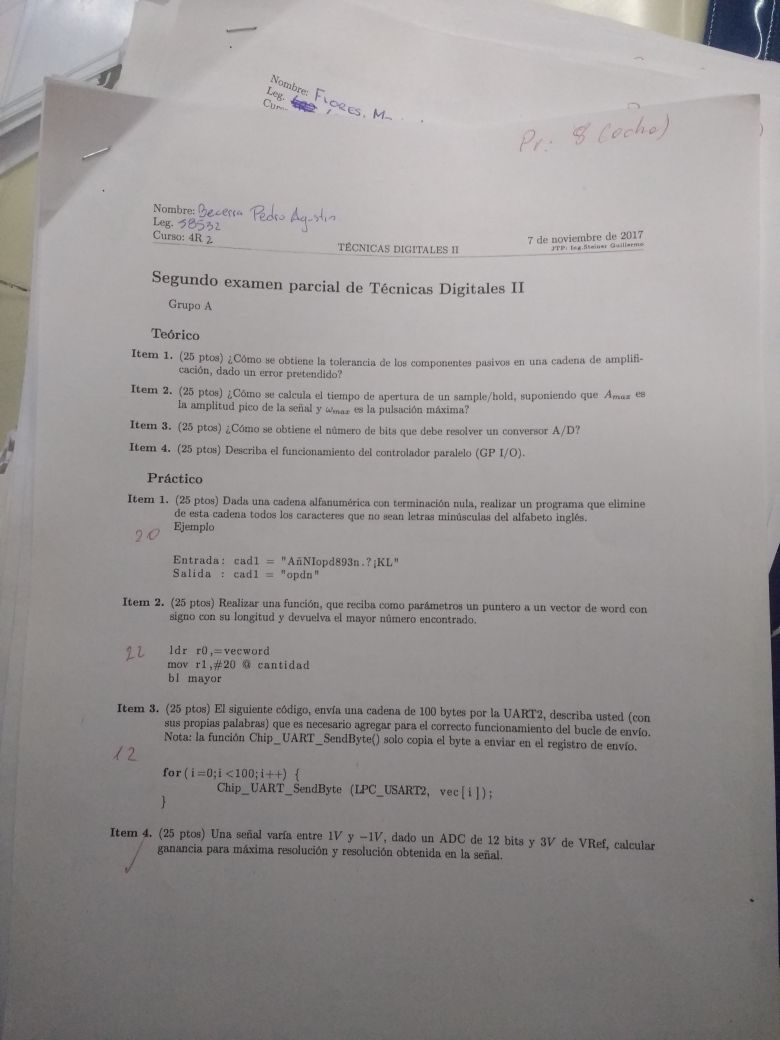 Nombre: FLORES, M
Leg.
Pr: 8 (ocho)
Nombre: Becerra Pedro Agustin
Leg. 58532
Curso: 4R 2
TÉCNICAS DIGITALES II
7 de noviembre de 2017
JTP: Ing. Steiner Guillermo
Segundo examen parcial de Técnicas Digitales II
Grupo A
Teórico
Item 1. (25 ptos) ¿Cómo se obtiene la tolerancia de los componentes pasivos en una cadena de amplifi-
cación, dado un error pretendido?
Item 2. (25 ptos) ¿Cómo se calcula el tiempo de apertura de un sample/hold, suponiendo que Amax es
la amplitud pico de la señal y ωmax es la pulsación máxima?
Item 3. (25 ptos) ¿Cómo se obtiene el número de bits que debe resolver un conversor A/D?
Item 4. (25 ptos) Describa el funcionamiento del controlador paralelo (GP I/O).
Práctico
Item 1. (25 ptos) Dada una cadena alfanumérica con terminación nula, realizar un programa que elimine
de esta cadena todos los caracteres que no sean letras minúsculas del alfabeto inglés.
Ejemplo
20
Entrada: cad1 = "AñNIopd893n.?¡KL"
Salida : cad1 = "opdn"
Item 2. (25 ptos) Realizar una función, que reciba como parámetros un puntero a un vector de word con
signo con su longitud y devuelva el mayor número encontrado.
22
ldr r0,=vecword
mov r1,#20 @ cantidad
bl mayor
Item 3. (25 ptos) El siguiente código, envía una cadena de 100 bytes por la UART2, describa usted (con
sus propias palabras) que es necesario agregar para el correcto funcionamiento del bucle de envío.
Nota: la función Chip_UART_SendByte() solo copia el byte a enviar en el registro de envío.
12
for(i=0;i<100;i++) {
Chip_UART_SendByte (LPC_USART2, vec[i]);
}
Item 4. (25 ptos) Una señal varía entre 1V y −1V, dado un ADC de 12 bits y 3V de VRef, calcular
ganancia para máxima resolución y resolución obtenida en la señal.